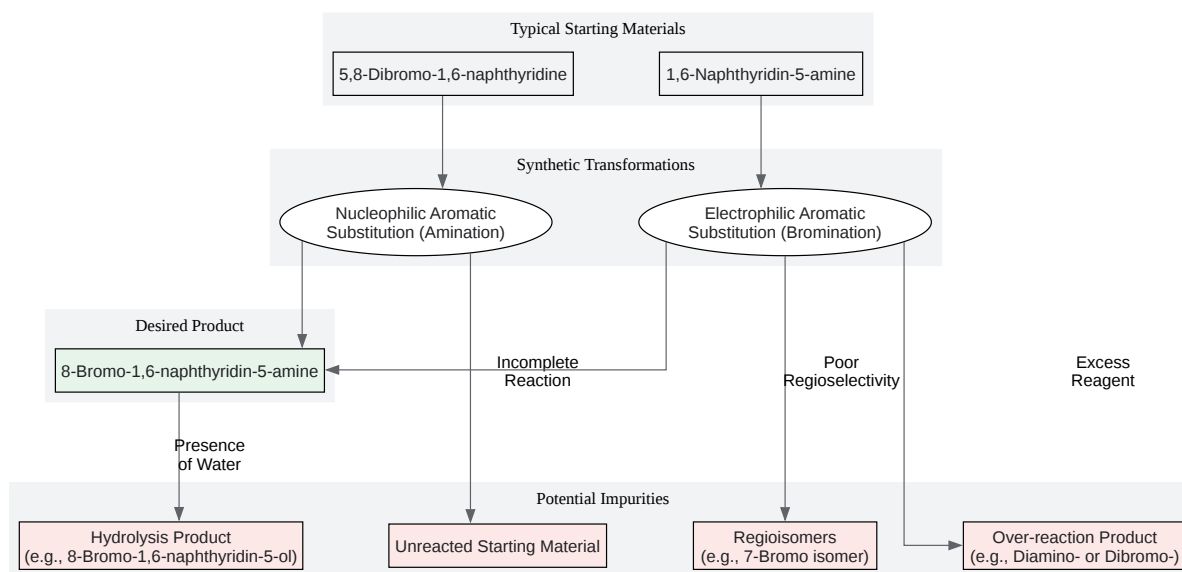 Typical Starting Materials
5,8-Dibromo-1,6-naphthyridine
1,6-Naphthyridin-5-amine
Synthetic Transformations
Nucleophilic Aromatic
Substitution (Amination)
Electrophilic Aromatic
Substitution (Bromination)
Desired Product
8-Bromo-1,6-naphthyridin-5-amine
Incomplete
Reaction
Poor
Regioselectivity
Excess
Reagent
Presence
of Water
Potential Impurities
Hydrolysis Product
(e.g., 8-Bromo-1,6-naphthyridin-5-ol)
Unreacted Starting Material
Regioisomers
(e.g., 7-Bromo isomer)
Over-reaction Product
(e.g., Diamino- or Dibromo-)